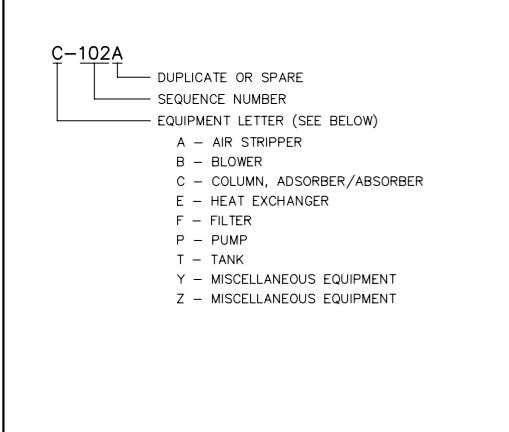 C-102A
DUPLICATE OR SPARE
SEQUENCE NUMBER
EQUIPMENT LETTER (SEE BELOW)
A – AIR STRIPPER
B – BLOWER
C – COLUMN, ADSORBER/ABSORBER
E – HEAT EXCHANGER
F – FILTER
P – PUMP
T – TANK
Y – MISCELLANEOUS EQUIPMENT
Z – MISCELLANEOUS EQUIPMENT